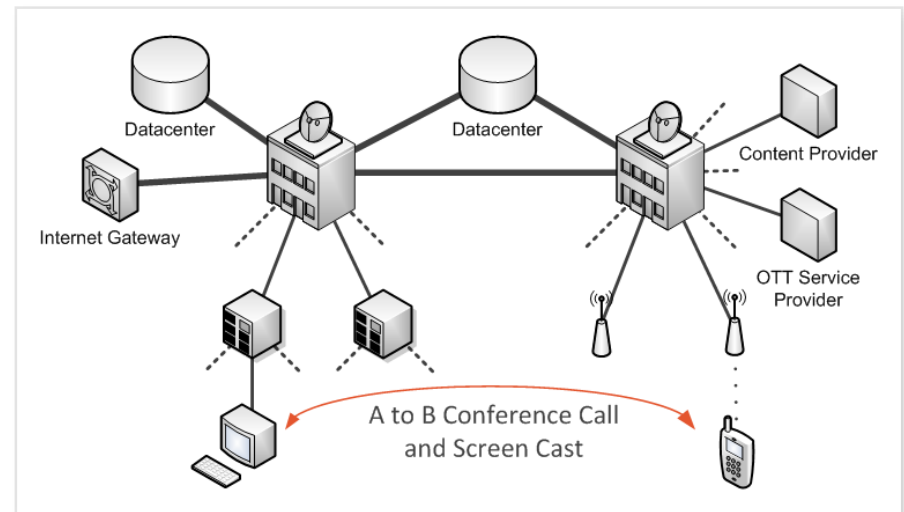 Datacenter
Datacenter
Content Provider
Internet Gateway
OTT Service
Provider
A to B Conference Call
and Screen Cast